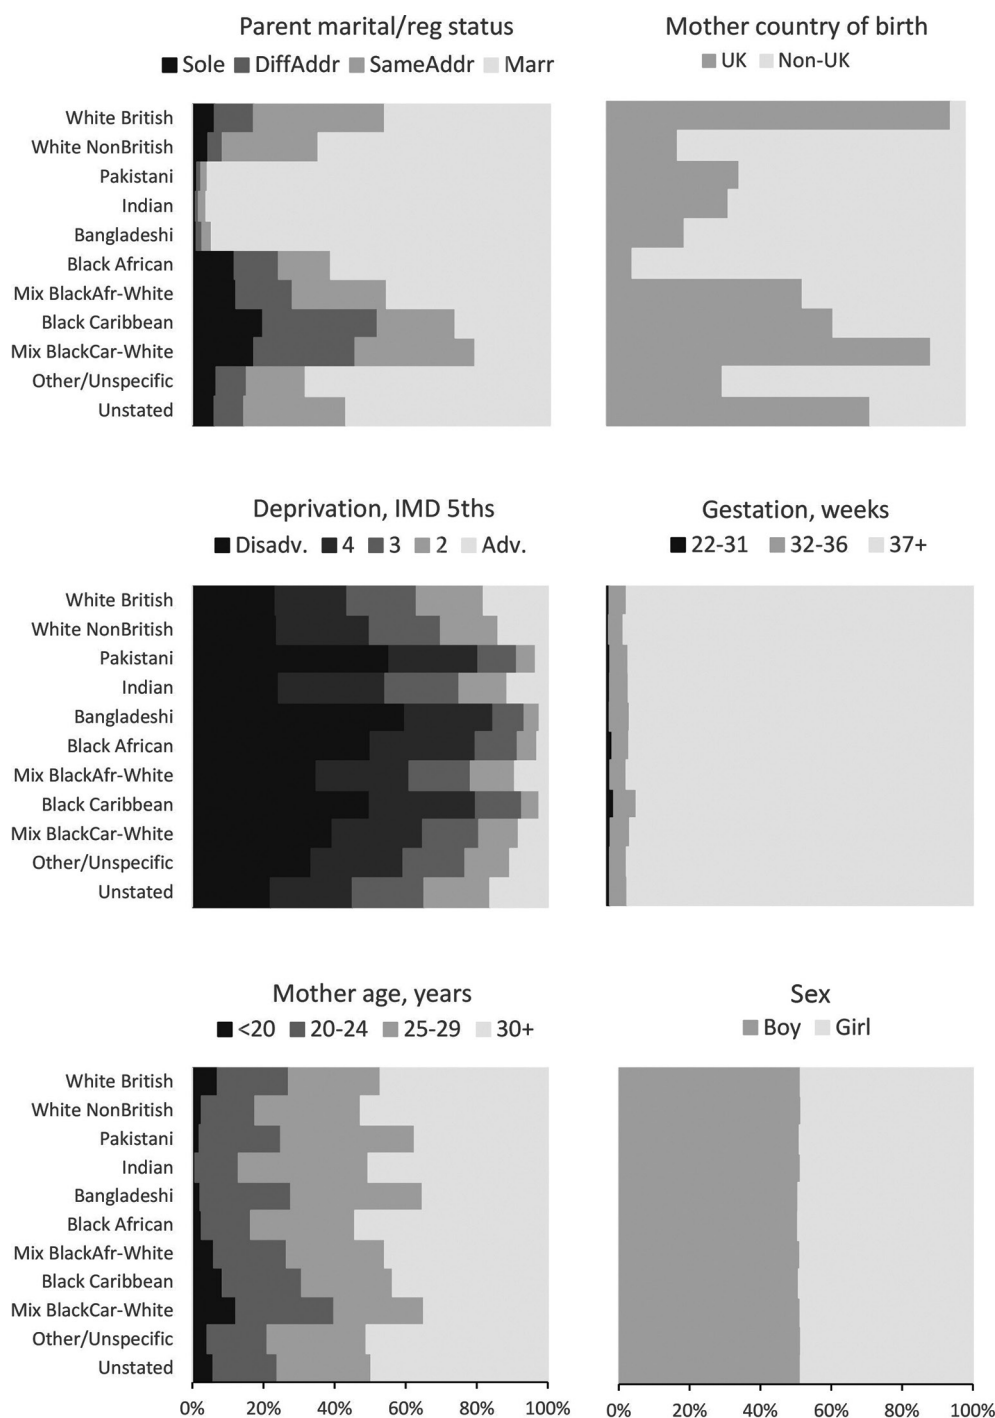 Parent marital/reg status
Sole DiffAddr SameAddr Marr
White British
White NonBritish
Pakistani
Indian
Bangladeshi
Black African
Mix BlackAfr-White
Black Caribbean
Mix BlackCar-White
Other/Unspecific
Unstated
Mother country of birth
UK Non-UK
Deprivation, IMD 5ths
Disadv. 4 3 2 Adv.
White British
White NonBritish
Pakistani
Indian
Bangladeshi
Black African
Mix BlackAfr-White
Black Caribbean
Mix BlackCar-White
Other/Unspecific
Unstated
Gestation, weeks
22-31 32-36 37+
Mother age, years
<20 20-24 25-29 30+
White British
White NonBritish
Pakistani
Indian
Bangladeshi
Black African
Mix BlackAfr-White
Black Caribbean
Mix BlackCar-White
Other/Unspecific
Unstated
0% 20% 40% 60% 80% 100%
Sex
Boy Girl
0% 20% 40% 60% 80% 100%